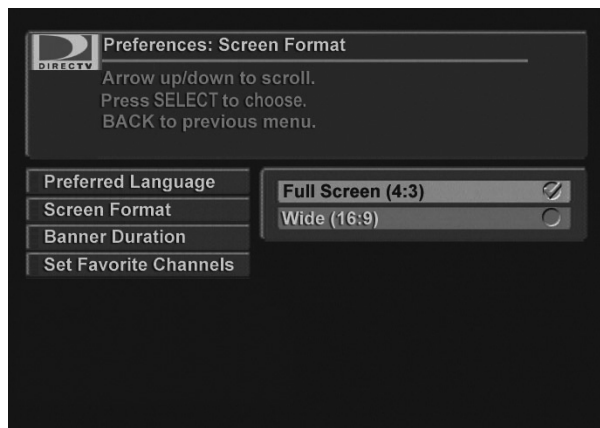 DIRECTV
Preferences: Screen Format
Arrow up/down to scroll.
Press SELECT to choose.
BACK to previous menu.
Preferred Language
Screen Format
Banner Duration
Set Favorite Channels
Full Screen (4:3)
Wide (16:9)